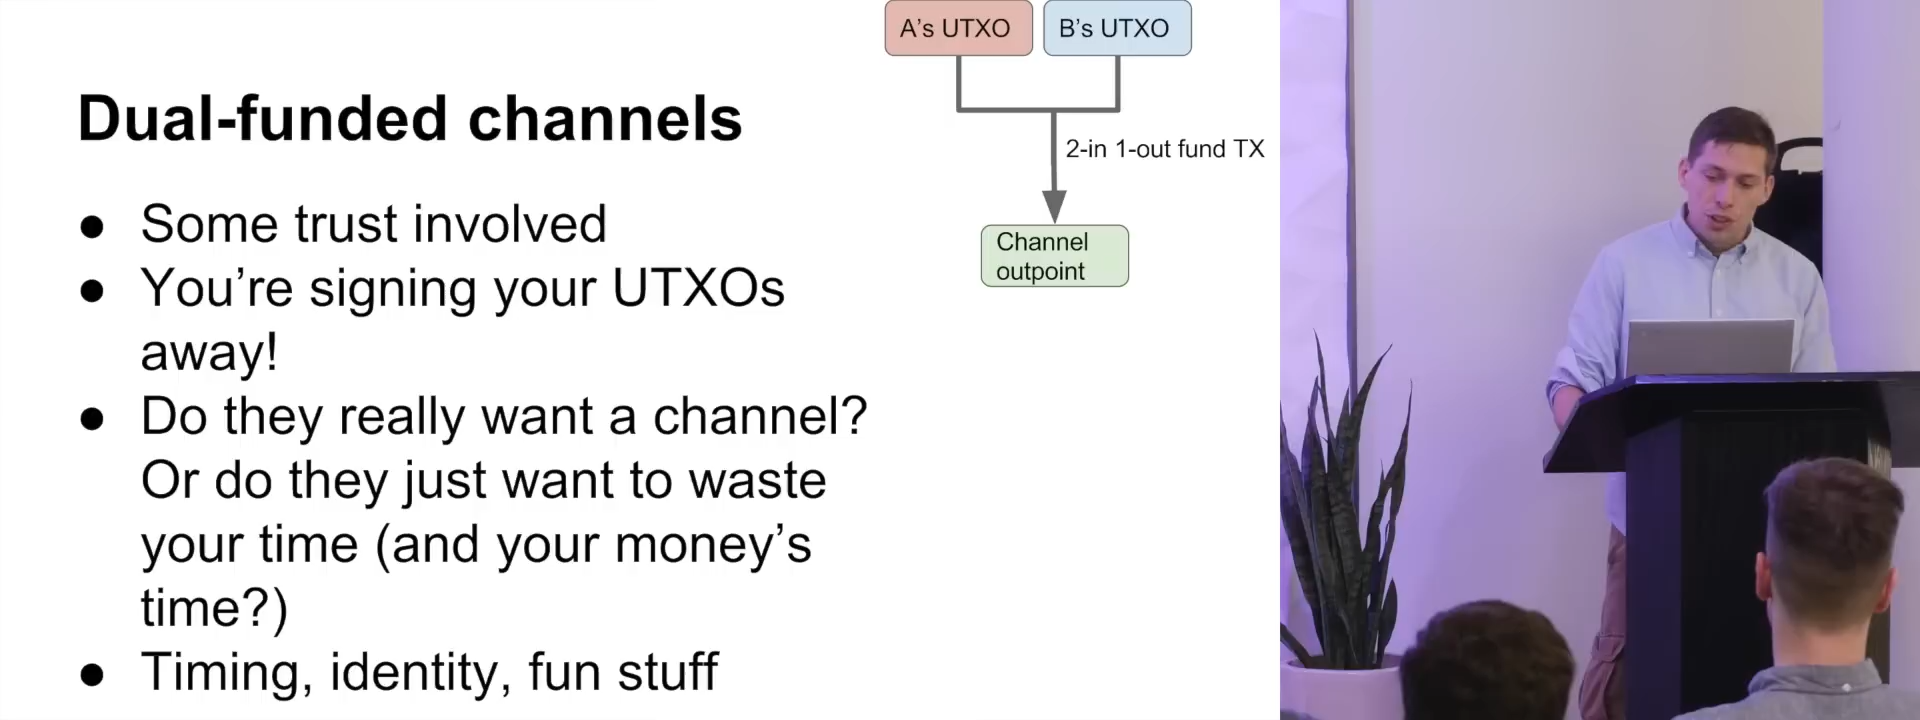 A's UTXO
B's UTXO
Dual-funded channels
2-in 1-out fund TX
● Some trust involved
Channel
outpoint
● You're signing your UTXOs
away!
● Do they really want a channel?
Or do they just want to waste
your time (and your money's
time?)
● Timing, identity, fun stuff